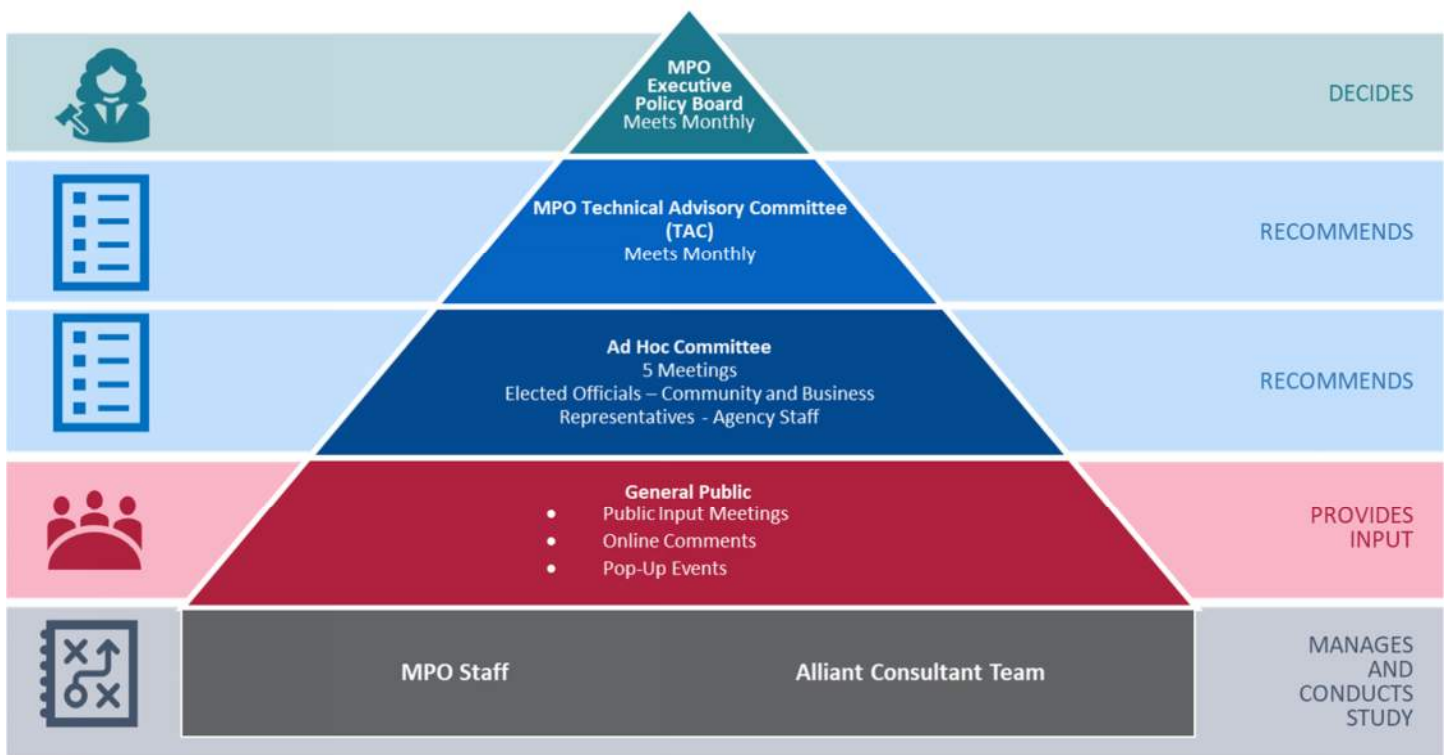 MPO
Executive
Policy Board
Meets Monthly
DECIDES
MPO Technical Advisory Committee
(TAC)
Meets Monthly
RECOMMENDS
Ad Hoc Committee
5 Meetings
Elected Officials – Community and Business
Representatives - Agency Staff
RECOMMENDS
General Public
• Public Input Meetings
• Online Comments
• Pop-Up Events
PROVIDES
INPUT
MPO Staff
Alliant Consultant Team
MANAGES
AND
CONDUCTS
STUDY